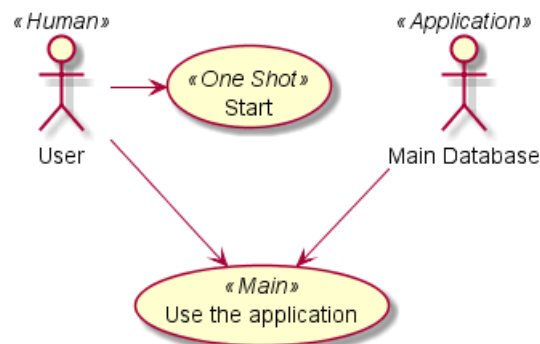 «Human»
User
«One Shot»
Start
«Application»
Main Database
«Main»
Use the application